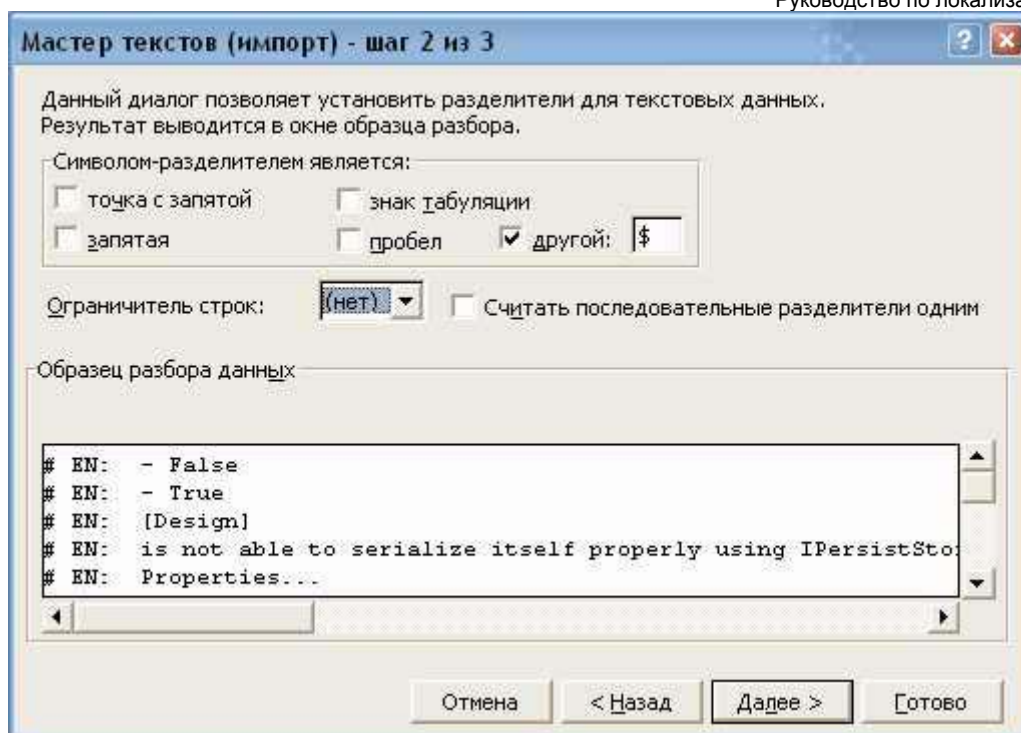 Руководство по локализа
Мастер текстов (импорт) - шаг 2 из 3
Данный диалог позволяет установить разделители для текстовых данных.
Результат выводится в окне образца разбора.
Символом-разделителем является:
точка с запятой
знак табуляции
запятая
пробел
другой: $
Ограничитель строк: (нет)
Считать последовательные разделители одним
Образец разбора данных
# EN: - False
# EN: - True
# EN: [Design]
# EN: is not able to serialize itself properly using IPersistSto
# EN: Properties...
Отмена
< Назад
Далее >
Готово